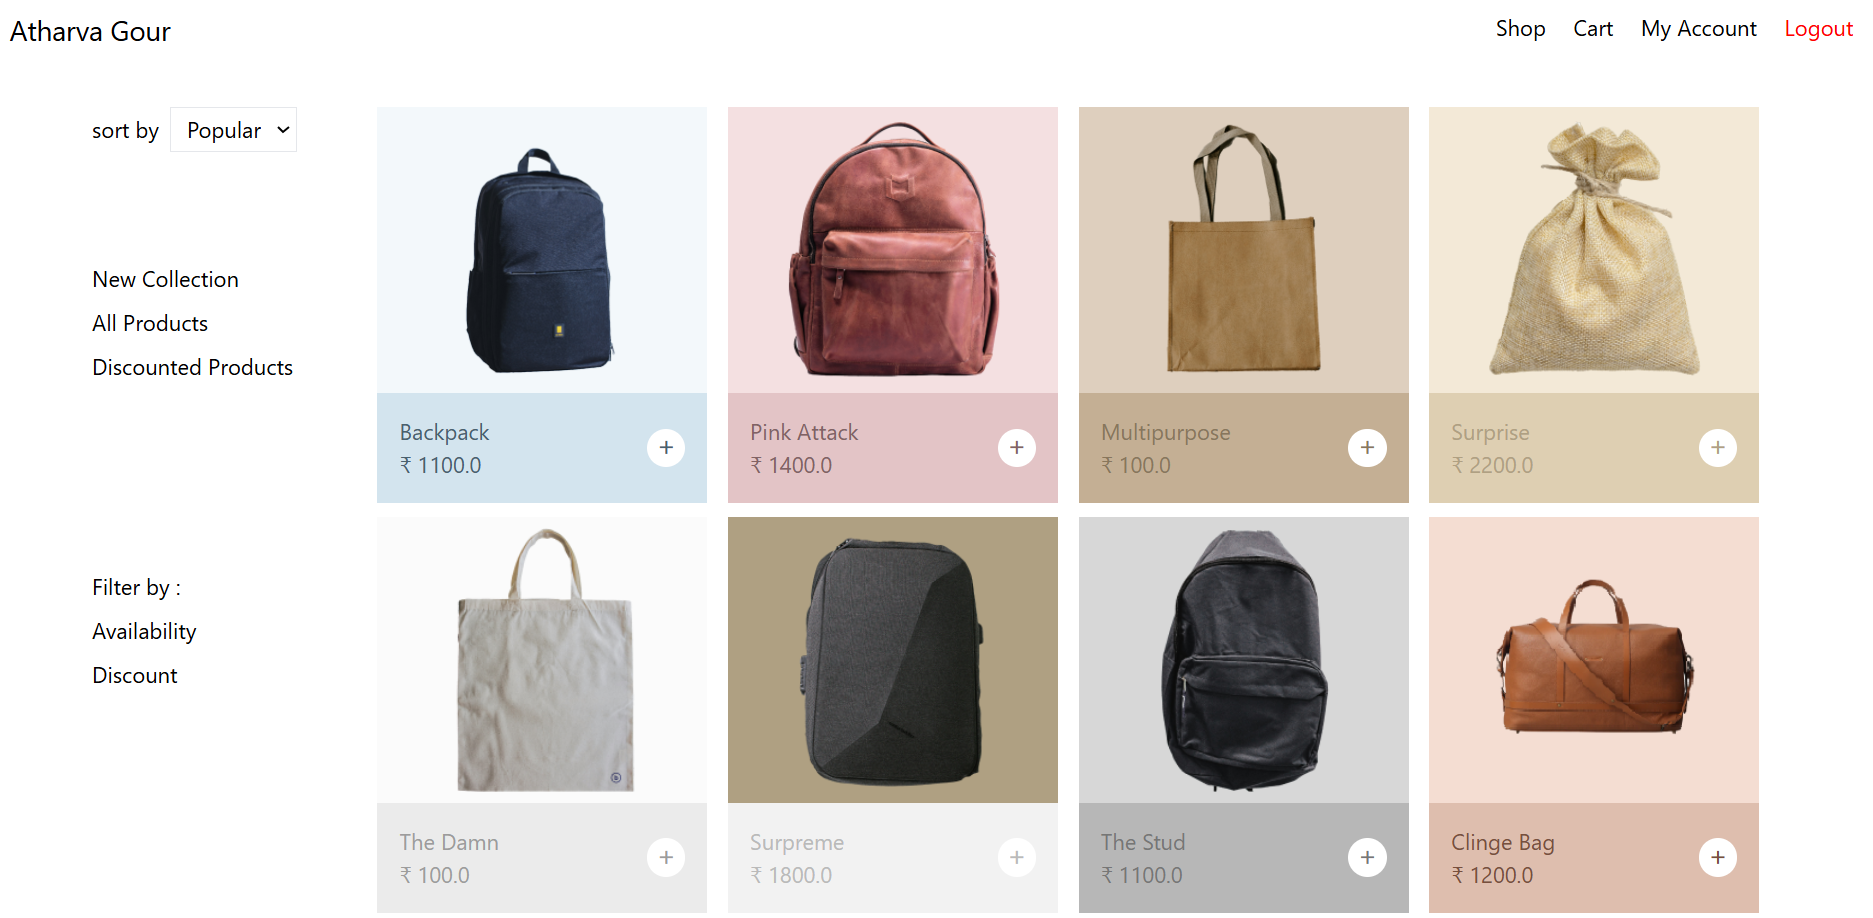 Atharva Gour
Shop Cart My Account Logout
sort by Popular
New Collection
All Products
Discounted Products
Filter by :
Availability
Discount
Backpack
₹ 1100.0
+
Pink Attack
₹ 1400.0
+
Multipurpose
₹ 100.0
+
Surprise
₹ 2200.0
+
The Damn
₹ 100.0
+
Surpreme
₹ 1800.0
+
The Stud
₹ 1100.0
+
Clinge Bag
₹ 1200.0
+